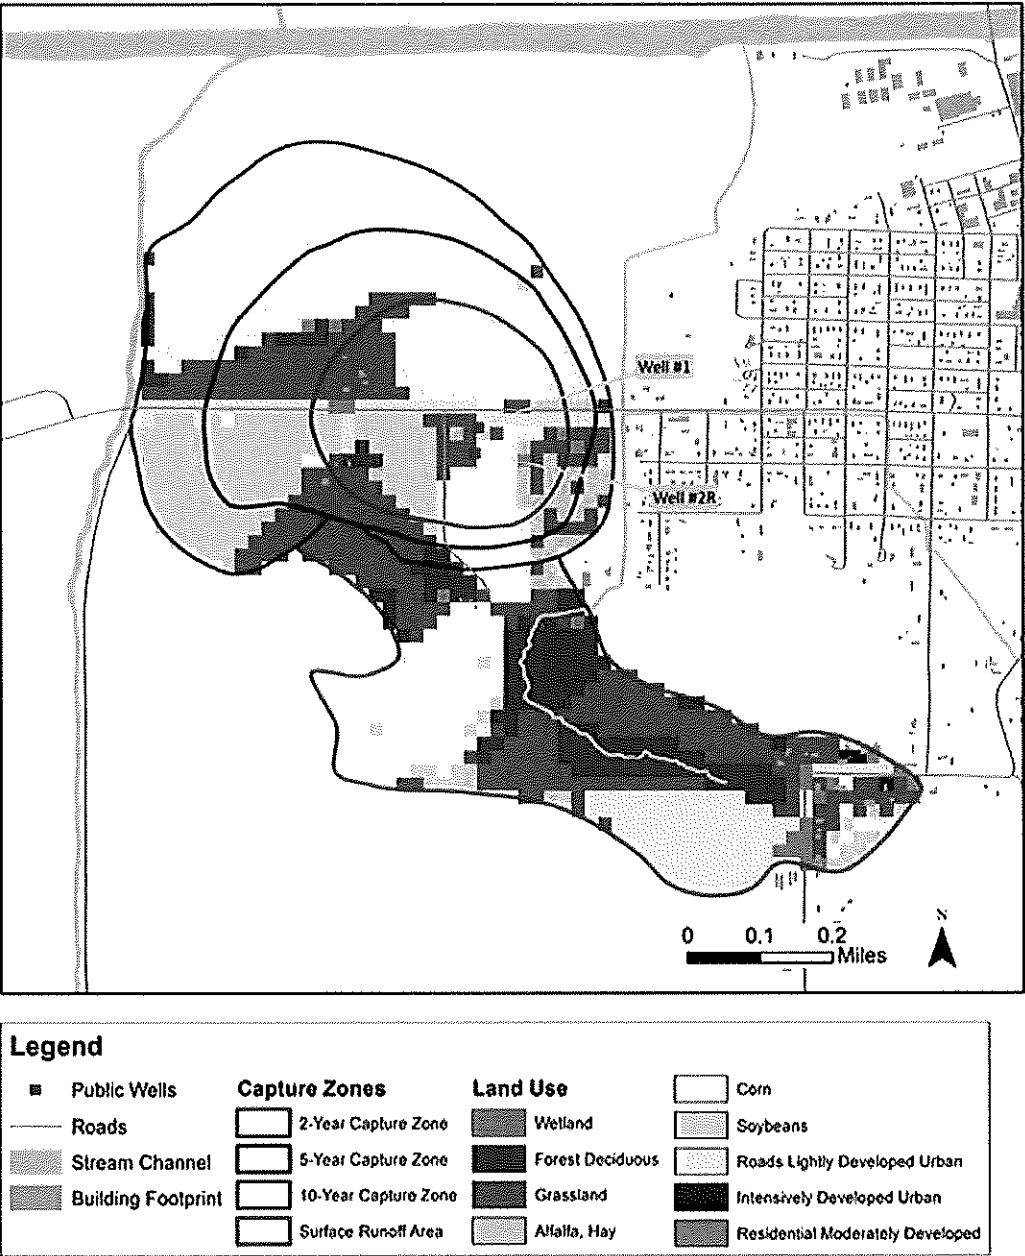 Well #1
Well #2R
N
0 0.1 0.2
Miles
Legend
Public Wells
Roads
Stream Channel
Building Footprint
Capture Zones
2-Year Capture Zone
5-Year Capture Zone
10-Year Capture Zone
Surface Runoff Area
Land Use
Wetland
Forest Deciduous
Grassland
Alfalfa, Hay
Corn
Soybeans
Roads Lightly Developed Urban
Intensively Developed Urban
Residential Moderately Developed